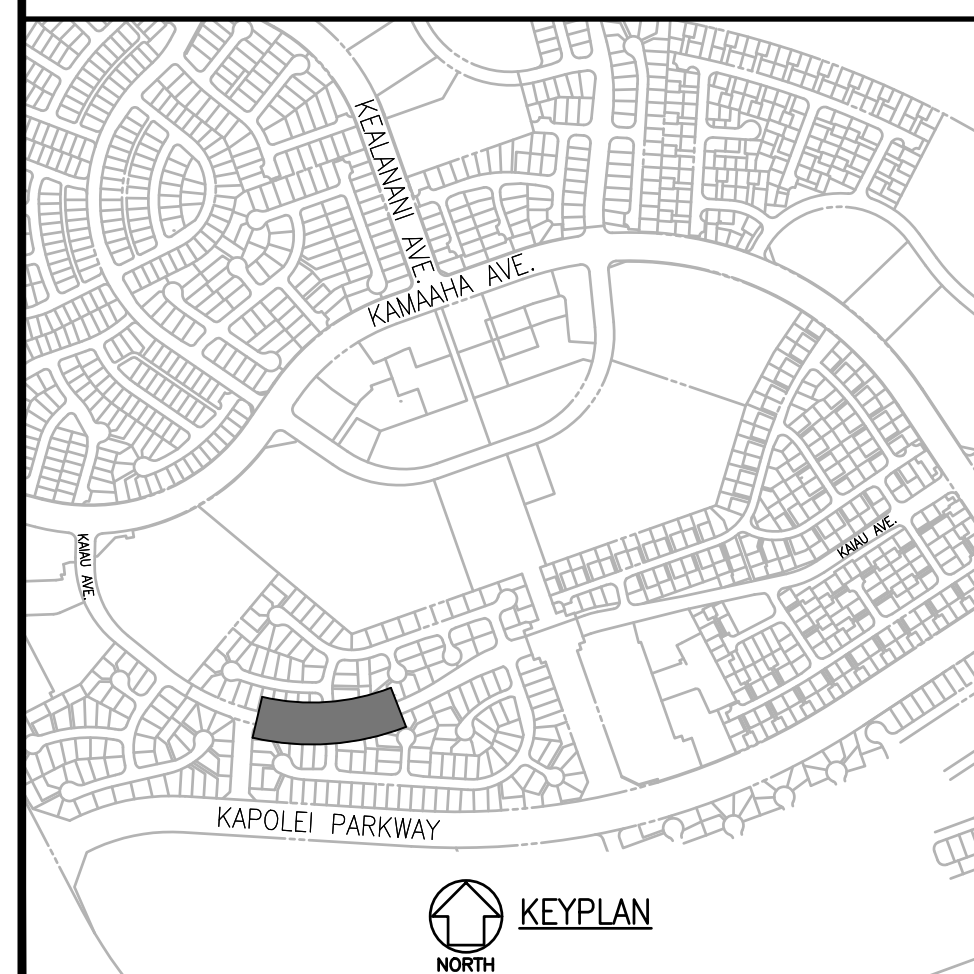 KEALANANI AVE.
KAMAAHA AVE.
KAIAU AVE.
KAIAU AVE.
KAPOLEI PARKWAY
KEYPLAN
NORTH